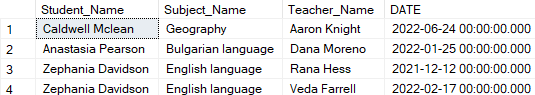 Student_Name Subject_Name Teacher_Name DATE
1 Caldwell Mclean Geography Aaron Knight 2022-06-24 00:00:00.000
2 Anastasia Pearson Bulgarian language Dana Moreno 2022-01-25 00:00:00.000
3 Zephania Davidson English language Rana Hess 2021-12-12 00:00:00.000
4 Zephania Davidson English language Veda Farrell 2022-02-17 00:00:00.000